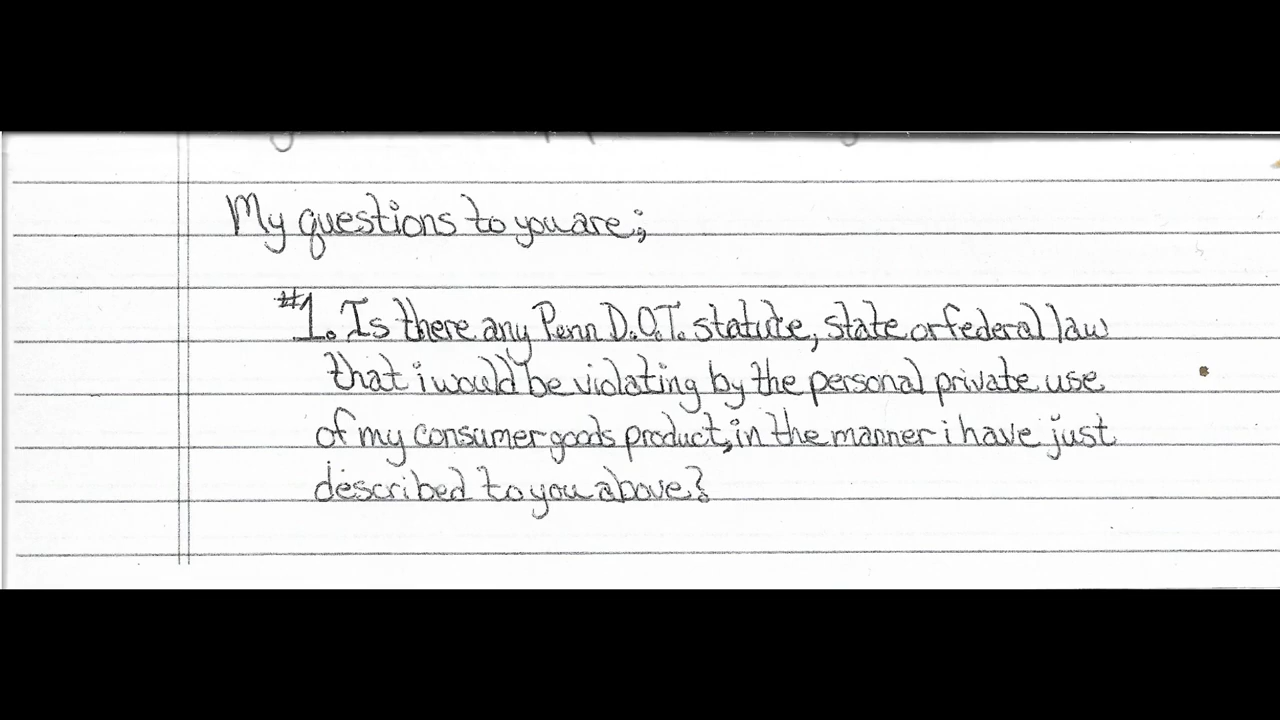 My questions to you are;
#1. Is there any Penn D.O.T. statute, state or federal law
that i would be violating by the personal private use
of my consumer goods product, in the manner i have just
described to you above?